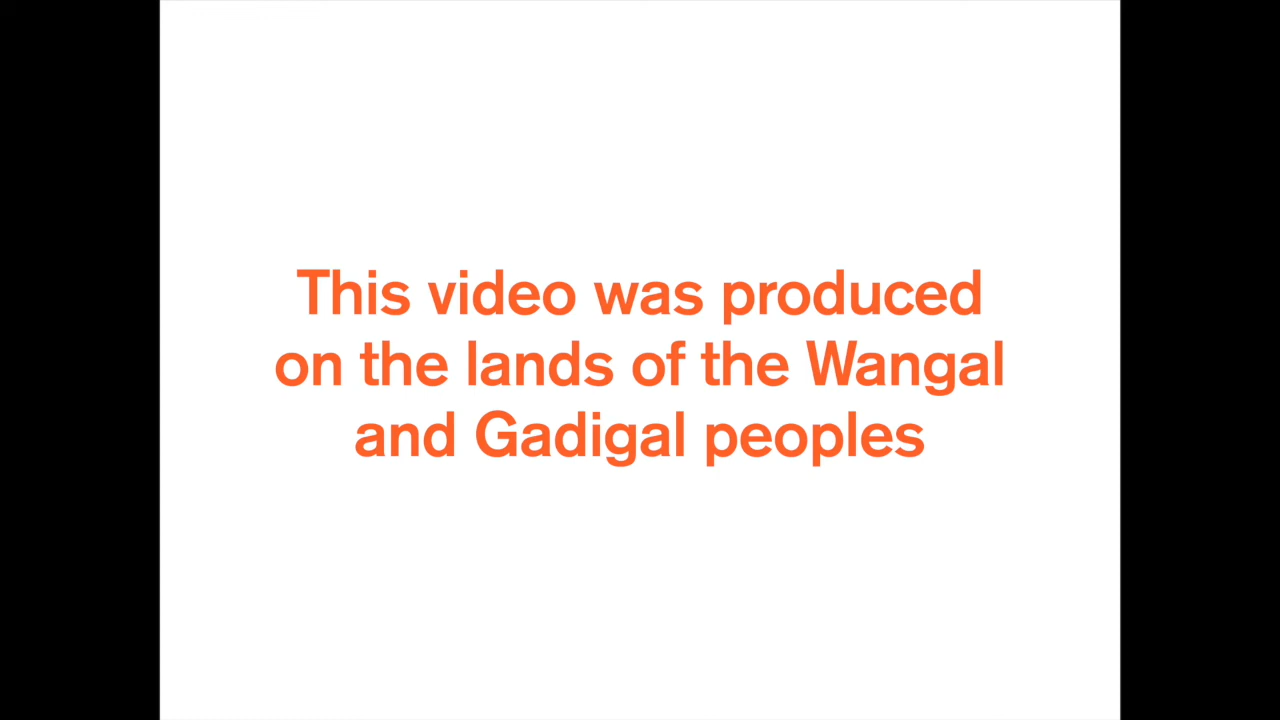 This video was produced
on the lands of the Wangal
and Gadigal peoples